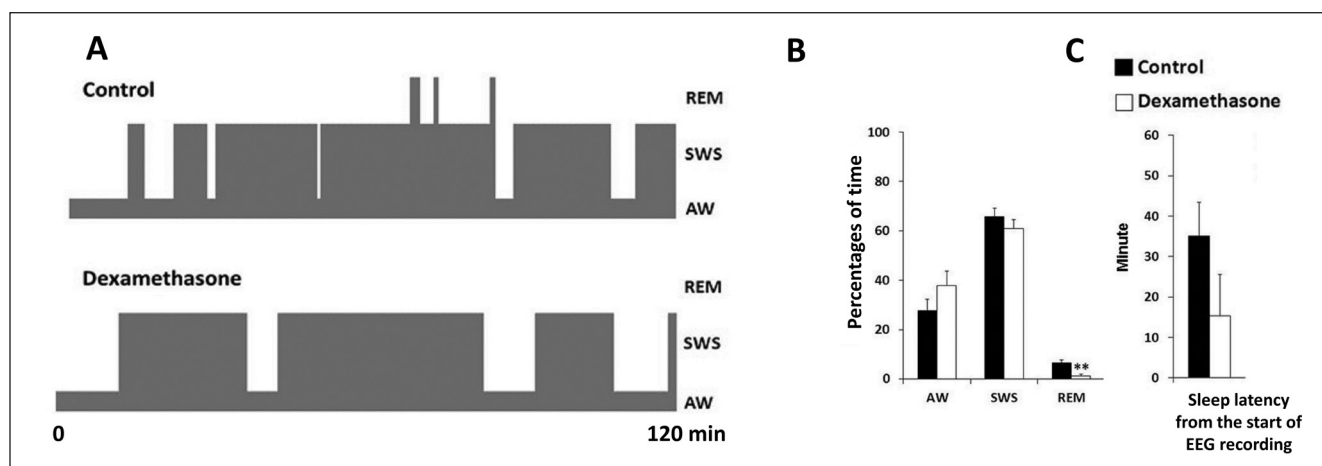 A
Control
REM
SWS
AW
Dexamethasone
REM
SWS
AW
0
120 min
B
Percentages of time
100
80
60
40
20
0
**
AW
SWS
REM
C
Control
Dexamethasone
Minute
60
50
40
30
20
10
0
Sleep latency
from the start of
EEG recording